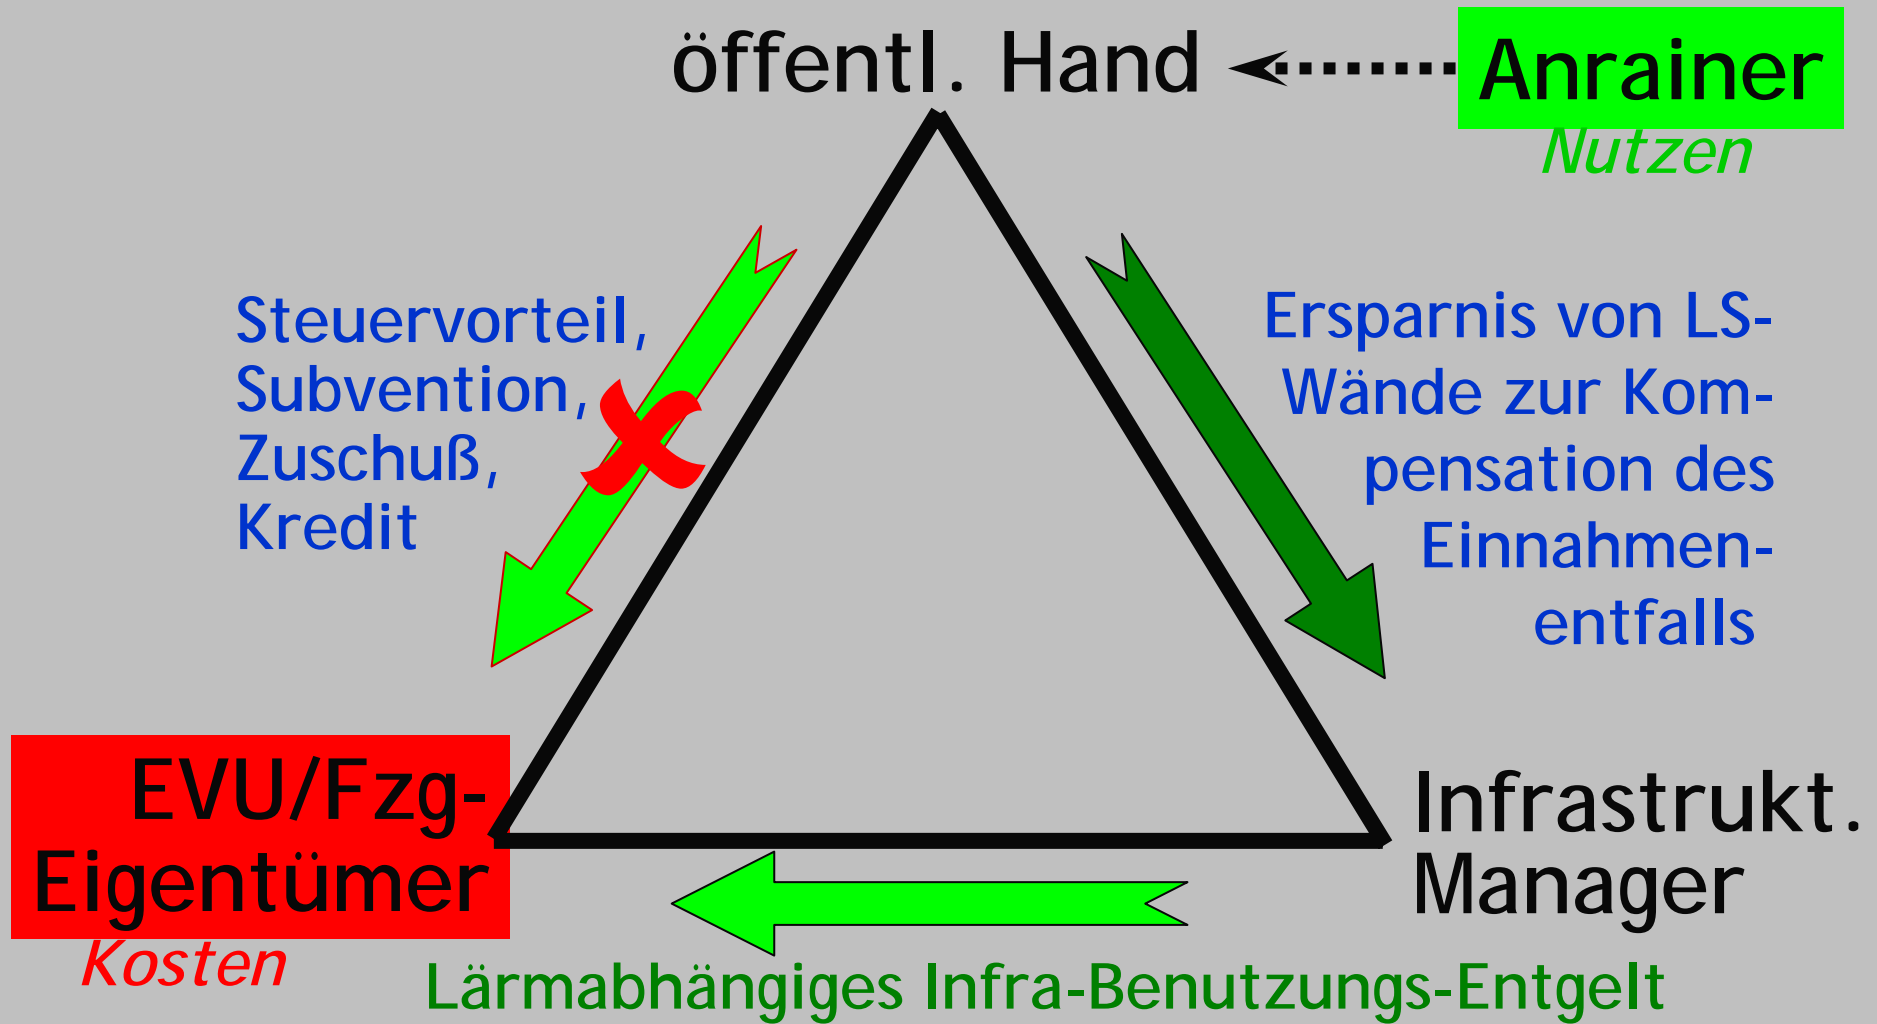 öffentl. Hand
Anrainer
Nutzen
Steuervorteil,
Subvention,
Zuschuß,
Kredit
Ersparnis von LS-
Wände zur Kom-
pensation des
Einnahmen-
entfalls
EVU/Fzg-
Eigentümer
Kosten
Infrastrukt.
Manager
Lärmabhängiges Infra-Benutzungs-Entgelt